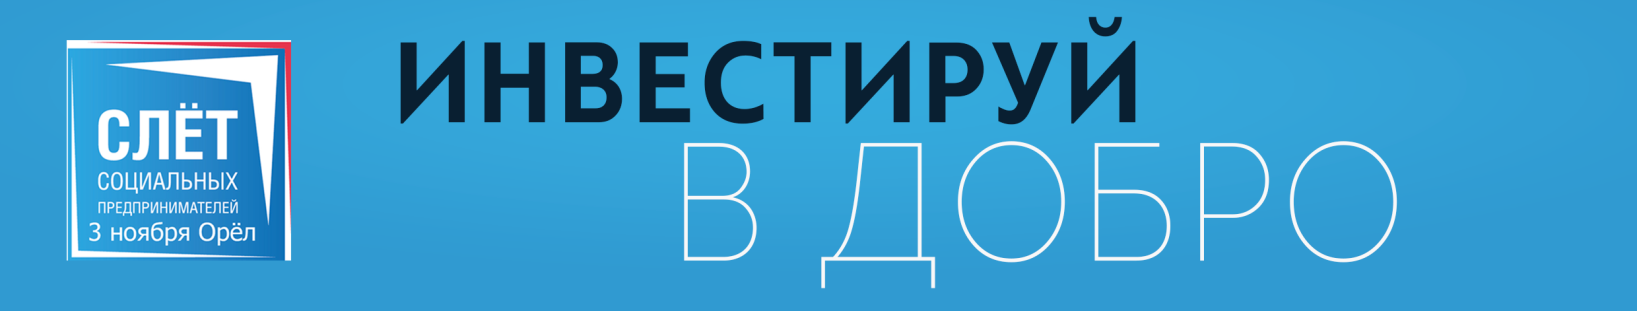 СЛЁТ
СОЦИАЛЬНЫХ
ПРЕДПРИНИМАТЕЛЕЙ
3 ноября Орёл
ИНВЕСТИРУЙ
В ДОБРО